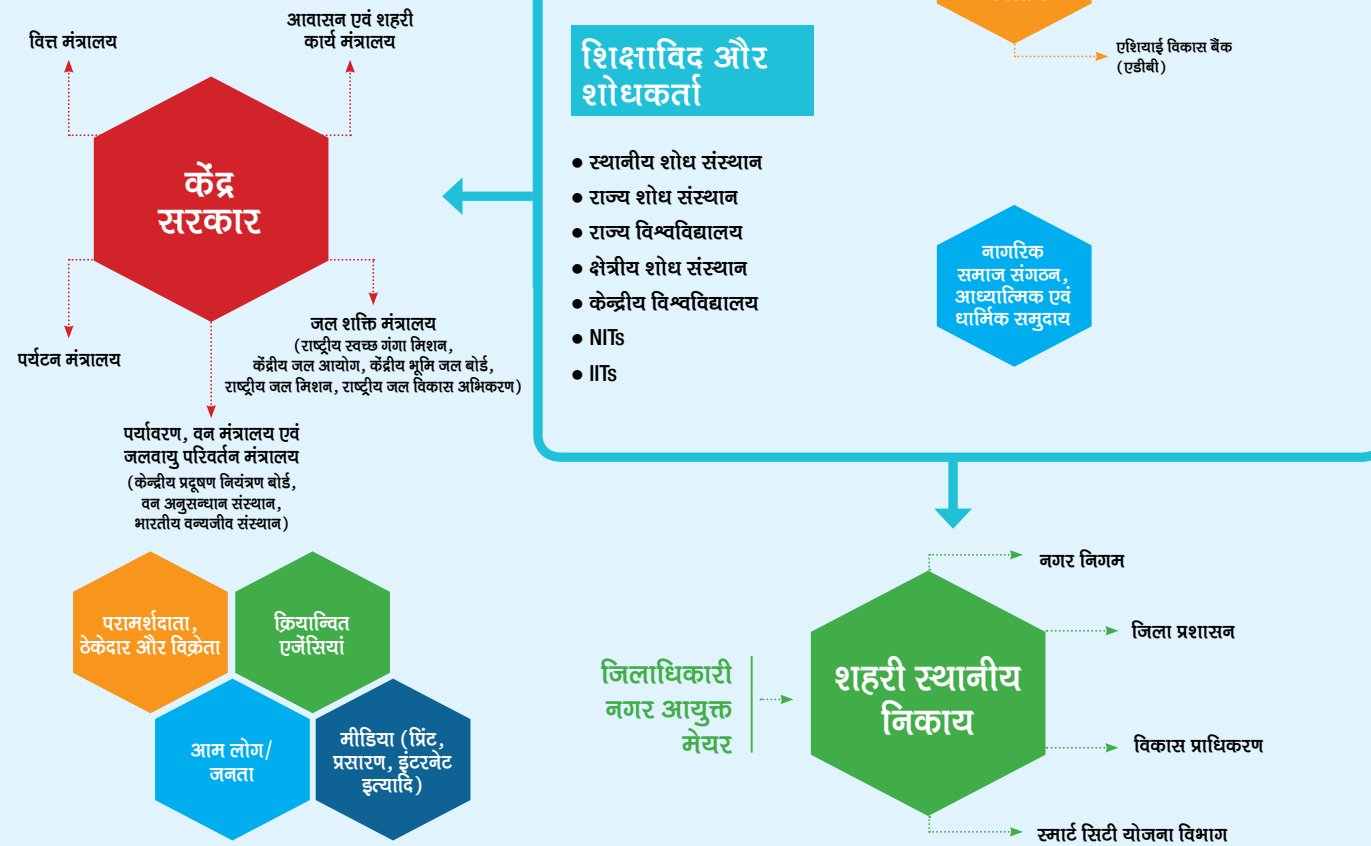 वित्त मंत्रालय
आवासन एवं शहरी
कार्य मंत्रालय
केंद्र
सरकार
पर्यटन मंत्रालय
जल शक्ति मंत्रालय
(राष्ट्रीय स्वच्छ गंगा मिशन,
केंद्रीय जल आयोग, केंद्रीय भूमि जल बोर्ड,
राष्ट्रीय जल मिशन, राष्ट्रीय जल विकास अभिकरण)
पर्यावरण, वन मंत्रालय एवं
जलवायु परिवर्तन मंत्रालय
(केन्द्रीय प्रदूषण नियंत्रण बोर्ड,
वन अनुसन्धान संस्थान,
भारतीय वन्यजीव संस्थान)
शिक्षाविद और
शोधकर्ता
● स्थानीय शोध संस्थान
● राज्य शोध संस्थान
● राज्य विश्वविद्यालय
● क्षेत्रीय शोध संस्थान
● केन्द्रीय विश्वविद्यालय
● NITs
● IITs
एशियाई विकास बैंक
(एडीबी)
नागरिक
समाज संगठन,
आध्यात्मिक एवं
धार्मिक समुदाय
परामर्शदाता,
ठेकेदार और विक्रेता
क्रियान्वित
एजेंसियां
आम लोग/
जनता
मीडिया (प्रिंट,
प्रसारण, इंटरनेट
इत्यादि)
जिलाधिकारी
नगर आयुक्त
मेयर
शहरी स्थानीय
निकाय
नगर निगम
जिला प्रशासन
विकास प्राधिकरण
स्मार्ट सिटी योजना विभाग